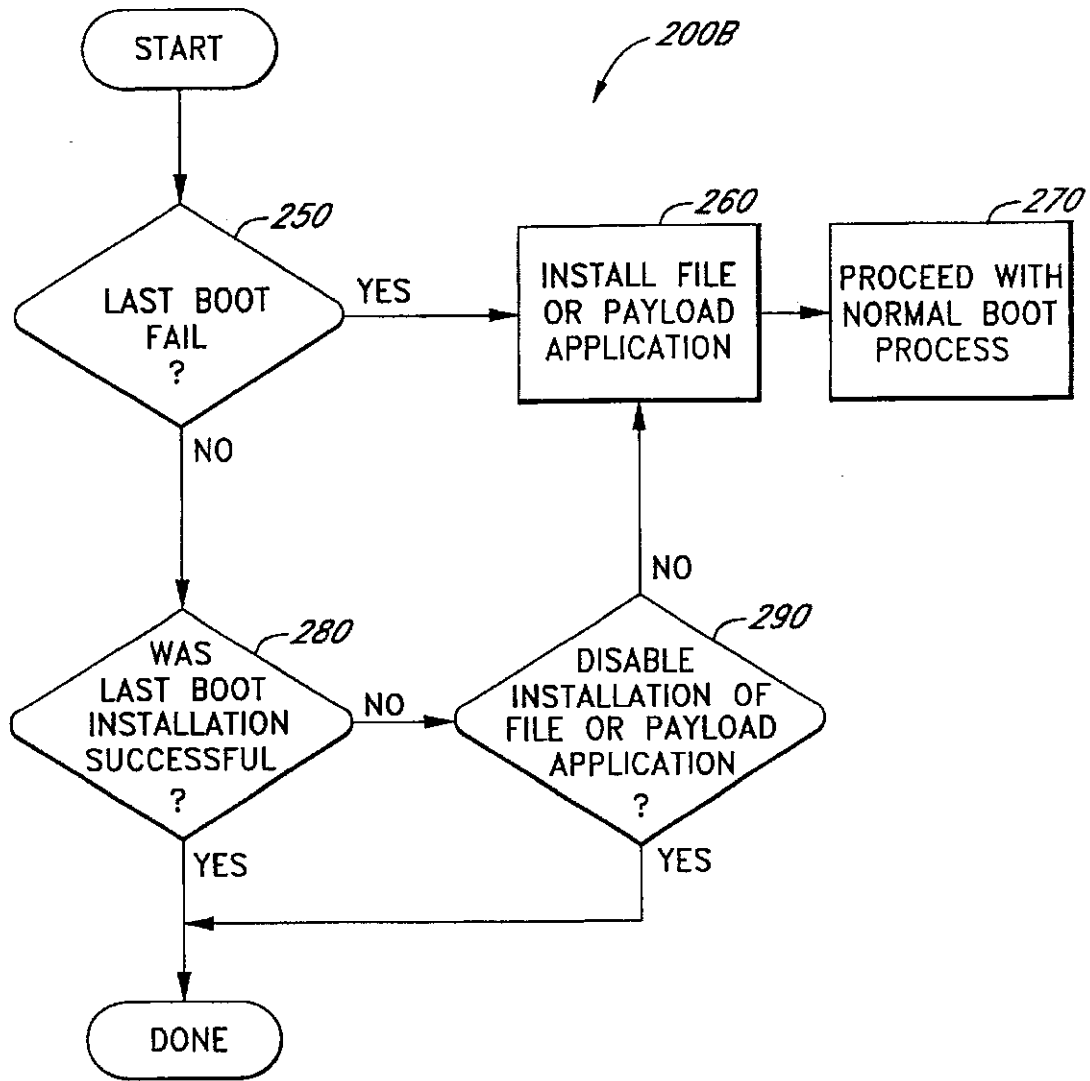 START
200B
250
LAST BOOT
FAIL
?
YES
260
INSTALL FILE
OR PAYLOAD
APPLICATION
270
PROCEED WITH
NORMAL BOOT
PROCESS
NO
280
WAS
LAST BOOT
INSTALLATION
SUCCESSFUL
?
NO
NO
290
DISABLE
INSTALLATION OF
FILE OR PAYLOAD
APPLICATION
?
YES
YES
DONE